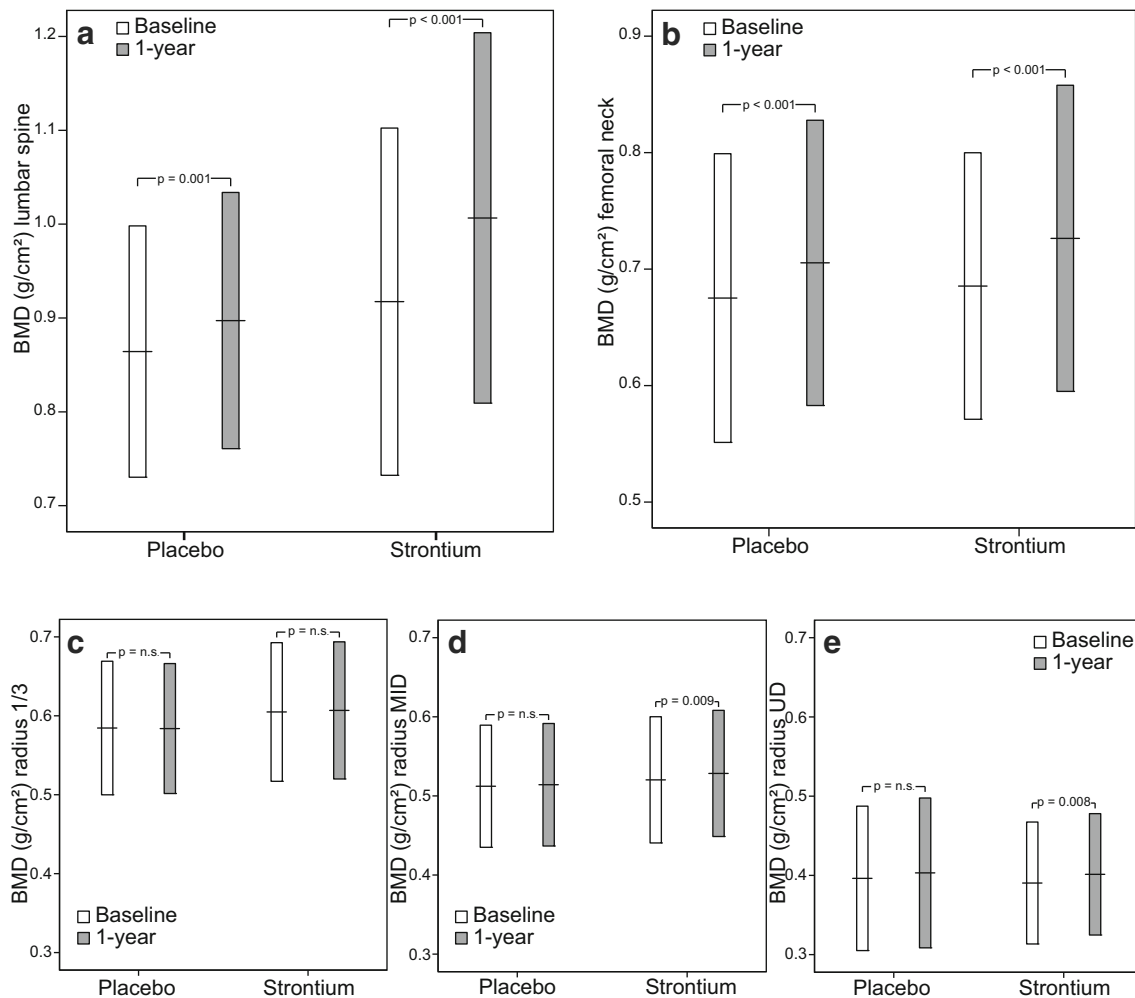 a
Baseline
1-year
BMD (g/cm²) lumbar spine
1.2
1.1
1.0
0.9
0.8
0.7
p = 0.001
p < 0.001
Placebo
Strontium
b
Baseline
1-year
BMD (g/cm²) femoral neck
0.9
0.8
0.7
0.6
0.5
p < 0.001
p < 0.001
Placebo
Strontium
c
BMD (g/cm²) radius 1/3
0.7
0.6
0.5
0.4
0.3
p = n.s.
p = n.s.
Baseline
1-year
Placebo
Strontium
d
BMD (g/cm²) radius MID
0.7
0.6
0.5
0.4
0.3
p = n.s.
p = 0.009
Baseline
1-year
Placebo
Strontium
e
Baseline
1-year
BMD (g/cm²) radius UD
0.7
0.6
0.5
0.4
0.3
p = n.s.
p = 0.008
Placebo
Strontium